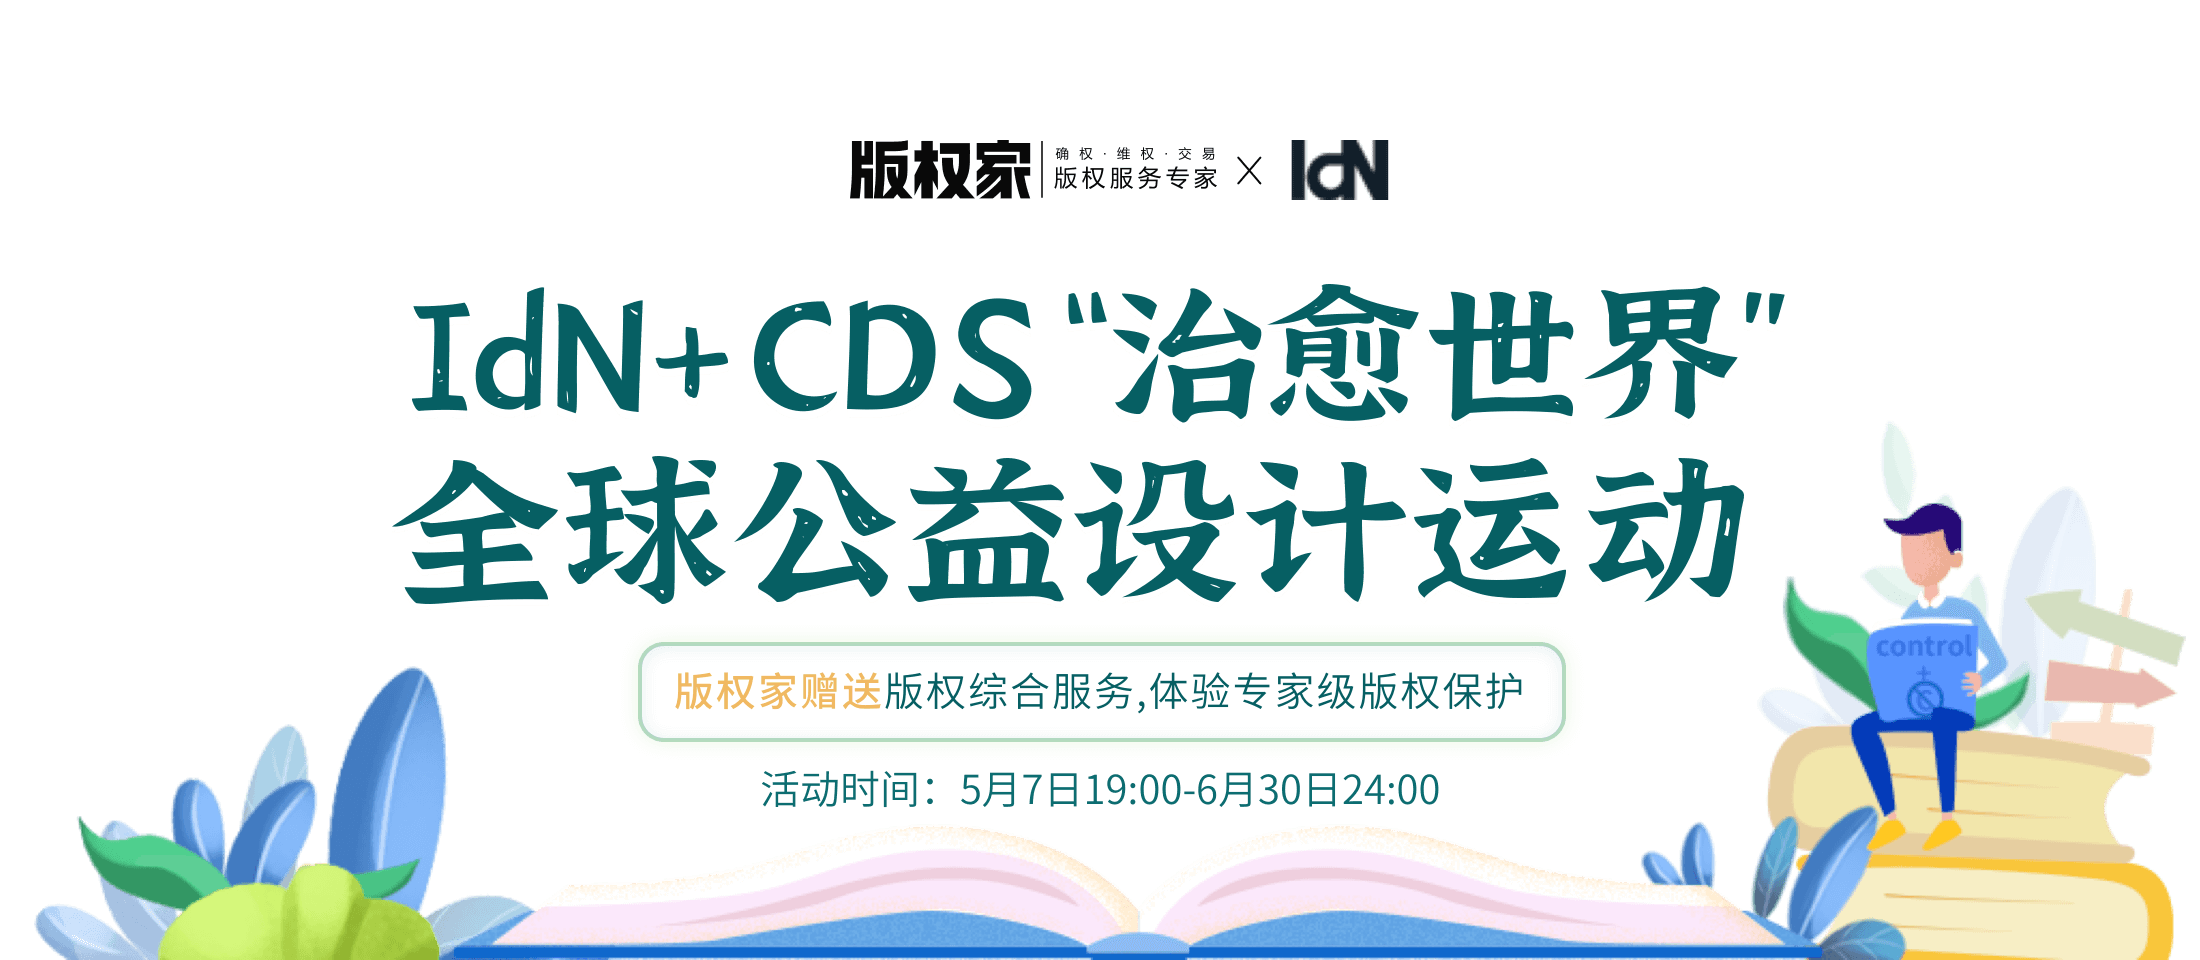 版权家 确权·维权·交易 × IdN
版权服务专家
IdN+CDS“治愈世界”
全球公益设计运动
版权家赠送版权综合服务,体验专家级版权保护
活动时间：5月7日19:00-6月30日24:00
control